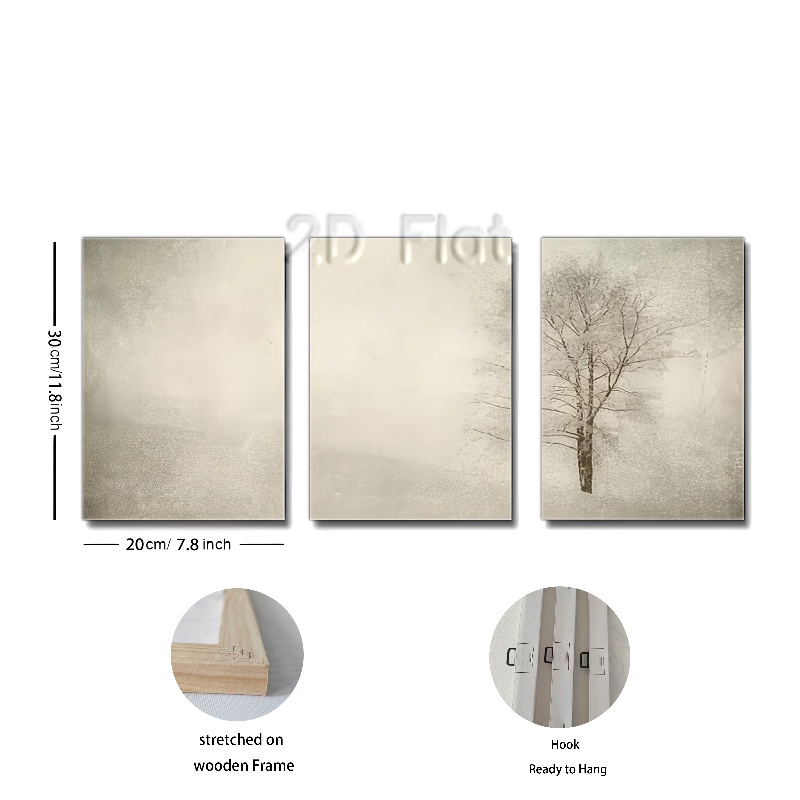 2D Flat
30cm/11.8inch
20cm/ 7.8 inch
stretched on
wooden Frame
Hook
Ready to Hang